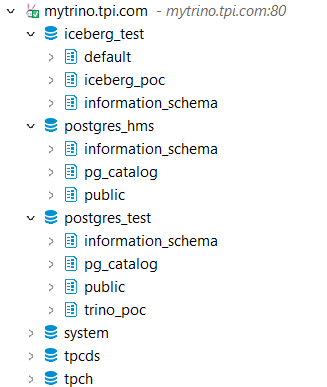 mytrino.tpi.com - mytrino.tpi.com:80
iceberg_test
default
iceberg_poc
information_schema
postgres_hms
information_schema
pg_catalog
public
postgres_test
information_schema
pg_catalog
public
trino_poc
system
tpcds
tpch